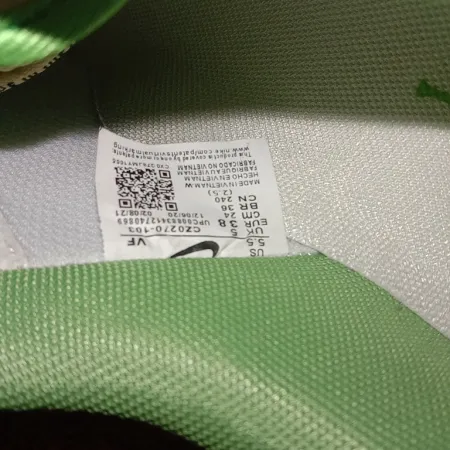 US 5.5
UK 5 VF
EUR 38 CZ0270-103
CM 24
BR 36 12/06/20 02/08/21
CN 240
(2.5)
MADE IN VIETNAM W
HECHO EN VIETNAM
FABRIQUE AU VIETNAM
FABRICADO NO VIETNAM